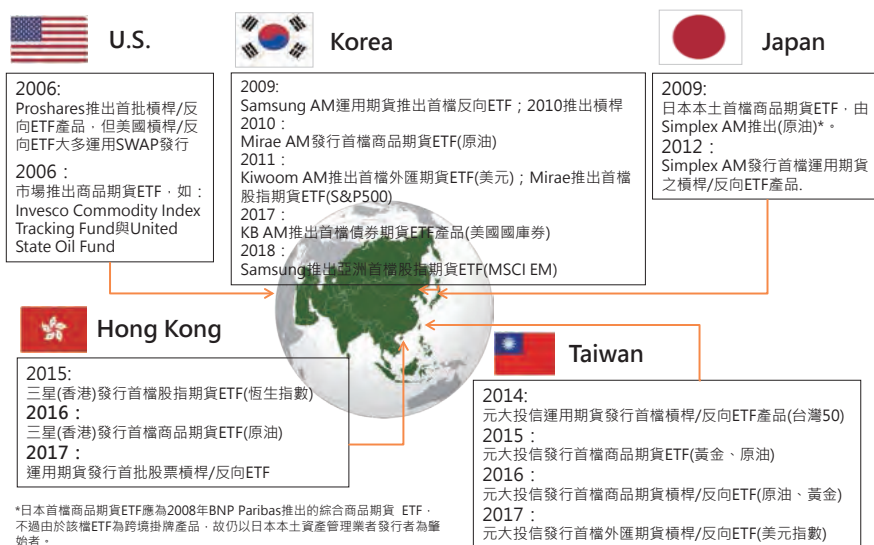 U.S.
2006:
Proshares推出首批槓桿/反
向ETF產品，但美國槓桿/反
向ETF大多運用SWAP發行
2006：
市場推出商品期貨ETF，如：
Invesco Commodity Index
Tracking Fund與United
State Oil Fund
Korea
2009:
Samsung AM運用期貨推出首檔反向ETF；2010推出槓桿
2010：
Mirae AM發行首檔商品期貨ETF(原油)
2011：
Kiwoom AM推出首檔外匯期貨ETF(美元)；Mirae推出首檔
股指期貨ETF(S&P500)
2017：
KB AM推出首檔債券期貨ETF產品(美國國庫券)
2018：
Samsung推出亞洲首檔股指期貨ETF(MSCI EM)
Japan
2009:
日本本土首檔商品期貨ETF，由
Simplex AM推出(原油)*。
2012：
Simplex AM發行首檔運用期貨
之槓桿/反向ETF產品.
Hong Kong
2015:
三星(香港)發行首檔股指期貨ETF(恆生指數)
2016：
三星(香港)發行首檔商品期貨ETF(原油)
2017：
運用期貨發行首批股票槓桿/反向ETF
Taiwan
2014:
元大投信運用期貨發行首檔槓桿/反向ETF產品(台灣50)
2015：
元大投信發行首檔商品期貨ETF(黃金、原油)
2016：
元大投信發行首檔商品期貨槓桿/反向ETF(原油、黃金)
2017：
元大投信發行首檔外匯期貨槓桿/反向ETF(美元指數)
*日本首檔商品期貨ETF應為2008年BNP Paribas推出的綜合商品期貨 ETF，
不過由於該檔ETF為跨境掛牌產品，故仍以日本本土資產管理業者發行者為肇
始者。